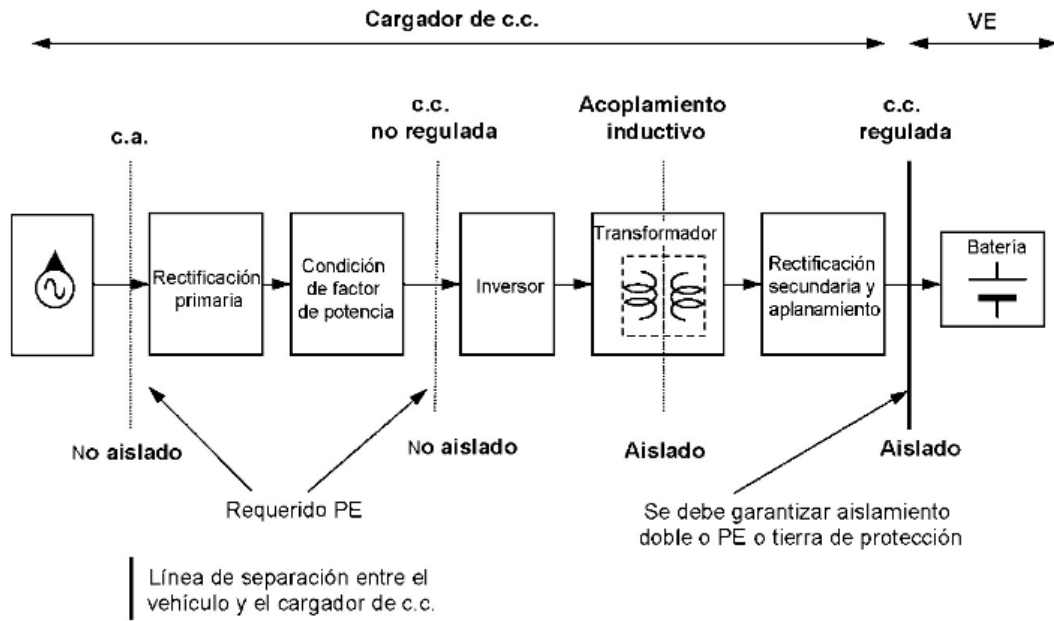 Cargador de c.c.
VE
c.a.
c.c.
no regulada
Acoplamiento
inductivo
c.c.
regulada
Rectificación
primaria
Condición
de factor
de potencia
Inversor
Transformador
Rectificación
secundaria y
aplanamiento
Batería
No aislado
No aislado
Aislado
Aislado
Requerido PE
Se debe garantizar aislamiento
doble o PE o tierra de protección
Línea de separación entre el
vehículo y el cargador de c.c.